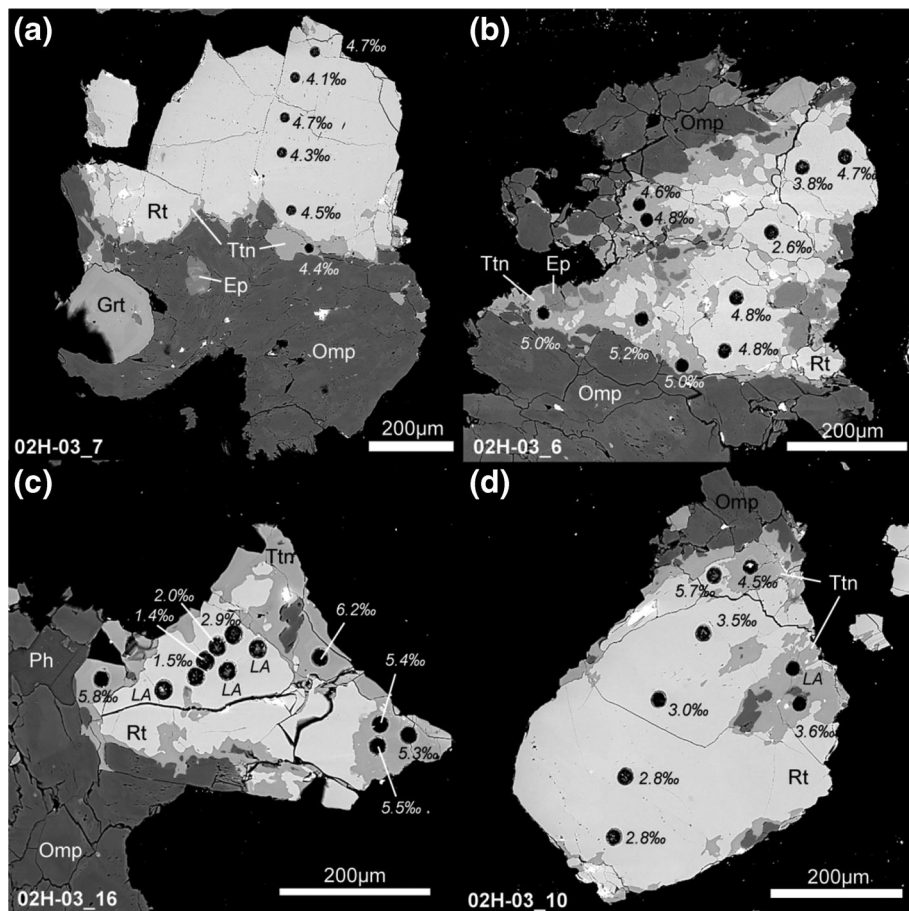 (a)
4.7‰
4.1‰
4.7‰
4.3‰
Rt
4.5‰
Ttn
4.4‰
Ep
Grt
Omp
200µm
02H-03_7
(b)
Omp
3.8‰
4.7‰
4.6‰
4.8‰
2.6‰
Ttn
Ep
4.8‰
5.0‰
5.2‰
4.8‰
5.0‰
Rt
Omp
200µm
02H-03_6
(c)
Ttn
2.0‰
2.9‰
1.4‰
6.2‰
1.5‰
LA
5.4‰
Ph
5.8‰
LA
LA
Rt
5.3‰
5.5‰
Omp
200µm
02H-03_16
(d)
Omp
Ttn
5.7‰
4.5‰
3.5‰
LA
3.0‰
3.6‰
Rt
2.8‰
2.8‰
200µm
02H-03_10